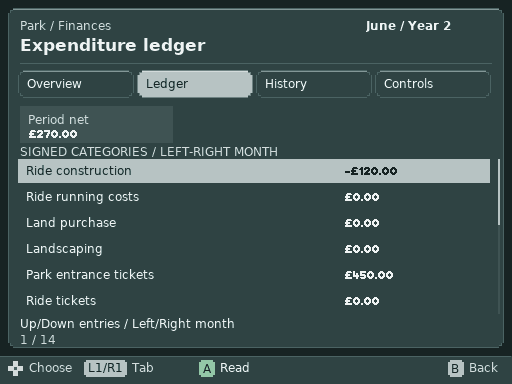 Park / Finances
June / Year 2
Expenditure ledger
Overview
Ledger
History
Controls
Period net
£270.00
SIGNED CATEGORIES / LEFT-RIGHT MONTH
Ride construction -£120.00
Ride running costs £0.00
Land purchase £0.00
Landscaping £0.00
Park entrance tickets £450.00
Ride tickets £0.00
Up/Down entries / Left/Right month
1 / 14
Choose L1/R1 Tab A Read B Back